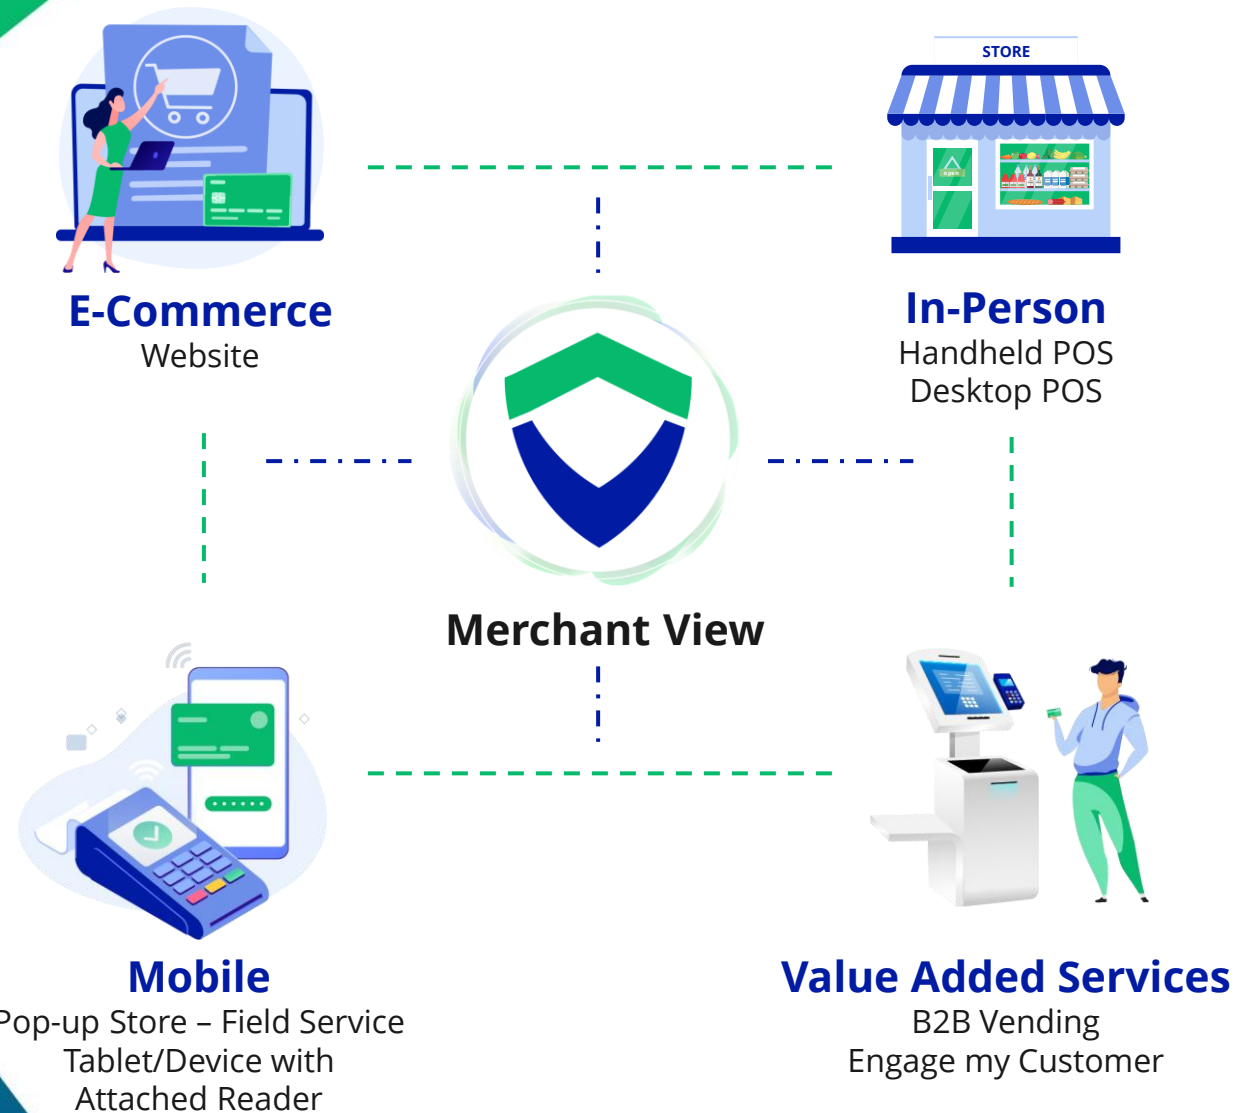 STORE
open
E-Commerce
Website
In-Person
Handheld POS
Desktop POS
Merchant View
Mobile
Pop-up Store – Field Service
Tablet/Device with
Attached Reader
Value Added Services
B2B Vending
Engage my Customer